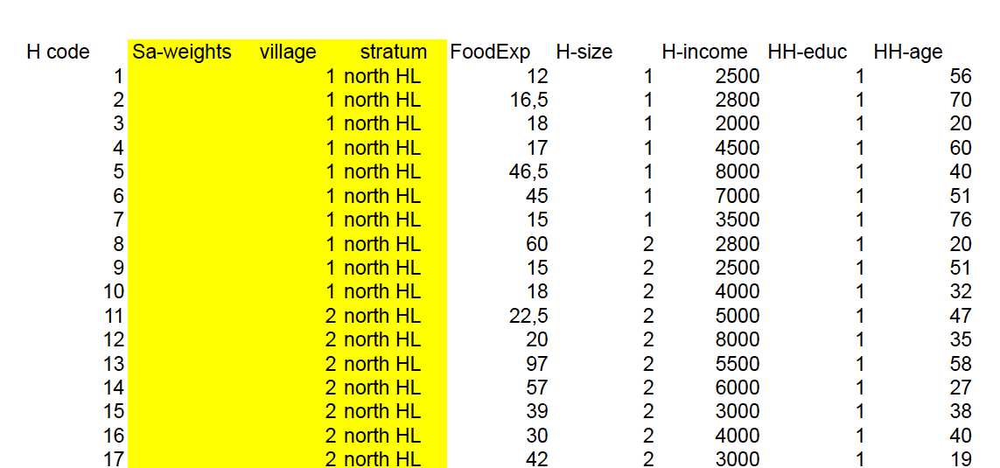 H code Sa-weights village stratum FoodExp H-size H-income HH-educ HH-age
1 1 north HL 12 1 2500 1 56
2 1 north HL 16,5 1 2800 1 70
3 1 north HL 18 1 2000 1 20
4 1 north HL 17 1 4500 1 60
5 1 north HL 46,5 1 8000 1 40
6 1 north HL 45 1 7000 1 51
7 1 north HL 15 1 3500 1 76
8 1 north HL 60 2 2800 1 20
9 1 north HL 15 2 2500 1 51
10 1 north HL 18 2 4000 1 32
11 2 north HL 22,5 2 5000 1 47
12 2 north HL 20 2 8000 1 35
13 2 north HL 97 2 5500 1 58
14 2 north HL 57 2 6000 1 27
15 2 north HL 39 2 3000 1 38
16 2 north HL 30 2 4000 1 40
17 2 north HL 42 2 3000 1 19